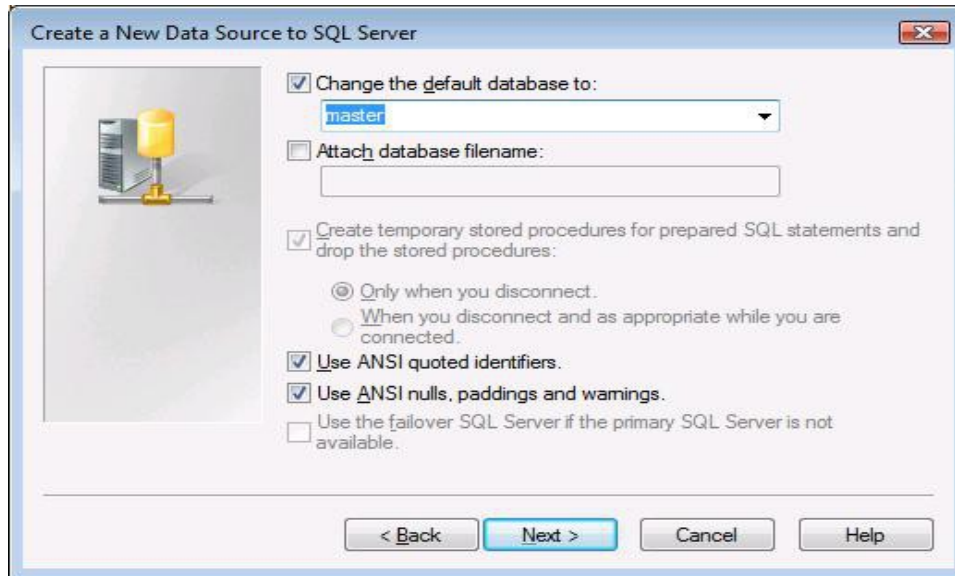 Create a New Data Source to SQL Server
Change the default database to:
master
Attach database filename:
Create temporary stored procedures for prepared SQL statements and
drop the stored procedures:
Only when you disconnect.
When you disconnect and as appropriate while you are
connected.
Use ANSI quoted identifiers.
Use ANSI nulls, paddings and warnings.
Use the failover SQL Server if the primary SQL Server is not
available.
< Back
Next >
Cancel
Help